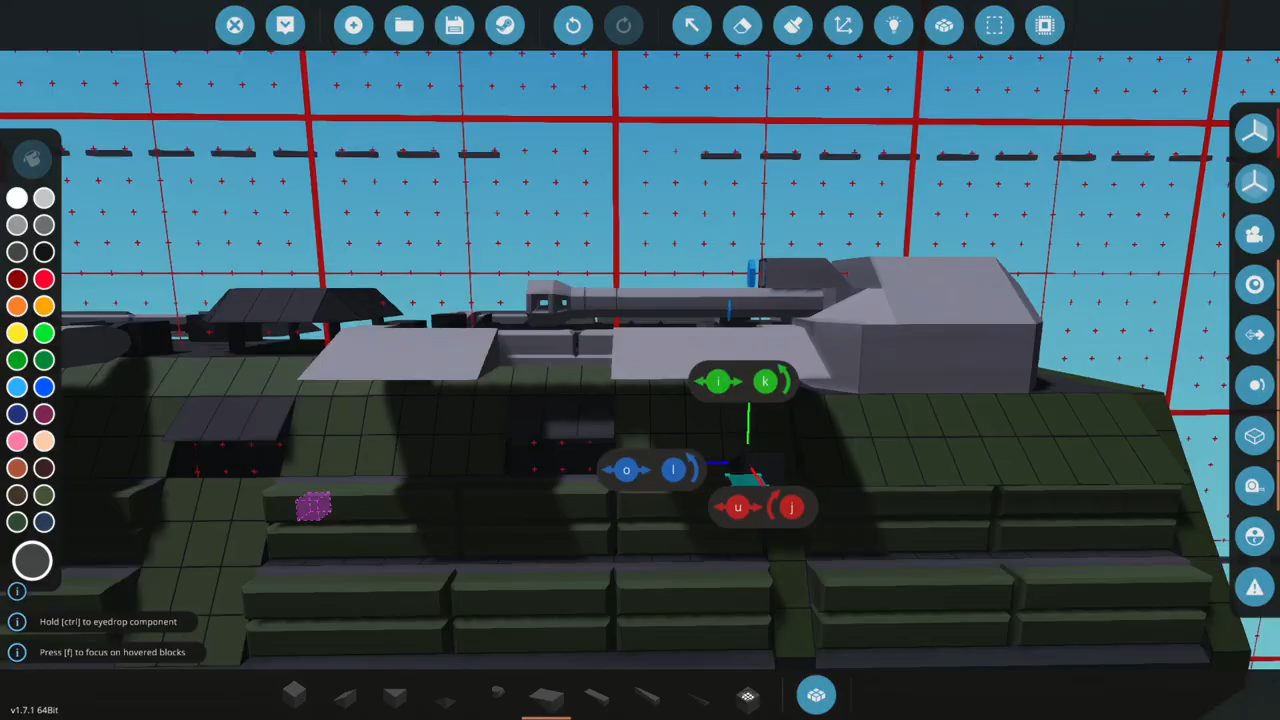 i k
o l
u j
Hold [ctrl] to eyedrop component
Press [f] to focus on hovered blocks
v1.7.1 64Bit